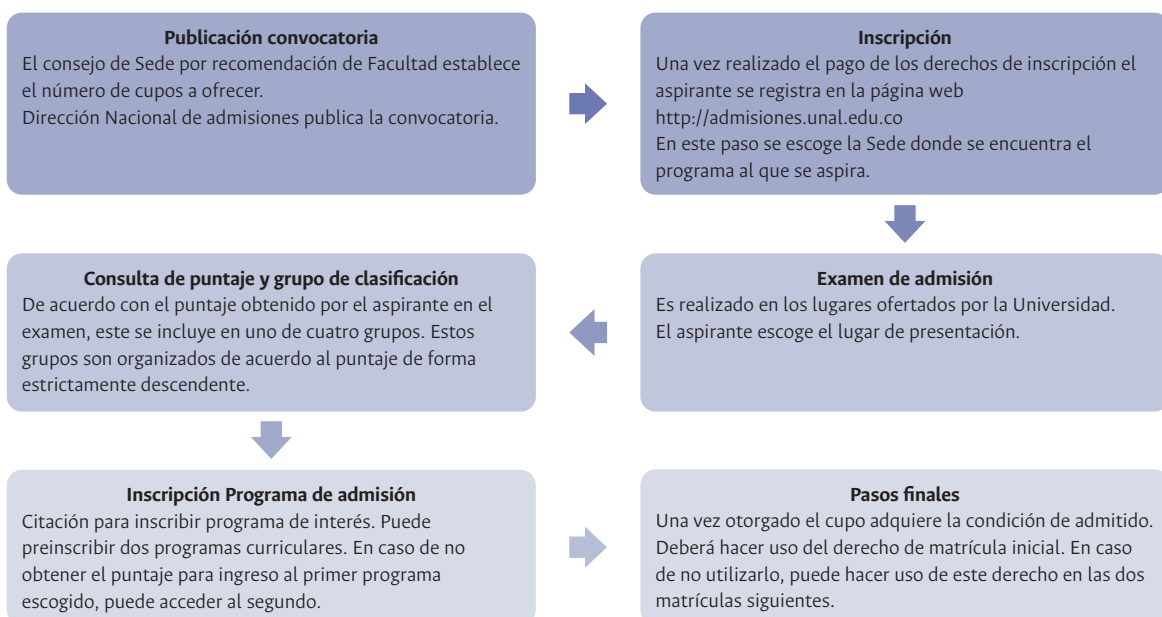 Publicación convocatoria
El consejo de Sede por recomendación de Facultad establece
el número de cupos a ofrecer.
Dirección Nacional de admisiones publica la convocatoria.
Inscripción
Una vez realizado el pago de los derechos de inscripción el
aspirante se registra en la página web
http://admisiones.unal.edu.co
En este paso se escoge la Sede donde se encuentra el
programa al que se aspira.
Examen de admisión
Es realizado en los lugares ofertados por la Universidad.
El aspirante escoge el lugar de presentación.
Consulta de puntaje y grupo de clasificación
De acuerdo con el puntaje obtenido por el aspirante en el
examen, este se incluye en uno de cuatro grupos. Estos
grupos son organizados de acuerdo al puntaje de forma
estrictamente descendente.
Inscripción Programa de admisión
Citación para inscribir programa de interés. Puede
preinscribir dos programas curriculares. En caso de no
obtener el puntaje para ingreso al primer programa
escogido, puede acceder al segundo.
Pasos finales
Una vez otorgado el cupo adquiere la condición de admitido.
Deberá hacer uso del derecho de matrícula inicial. En caso
de no utilizarlo, puede hacer uso de este derecho en las dos
matrículas siguientes.